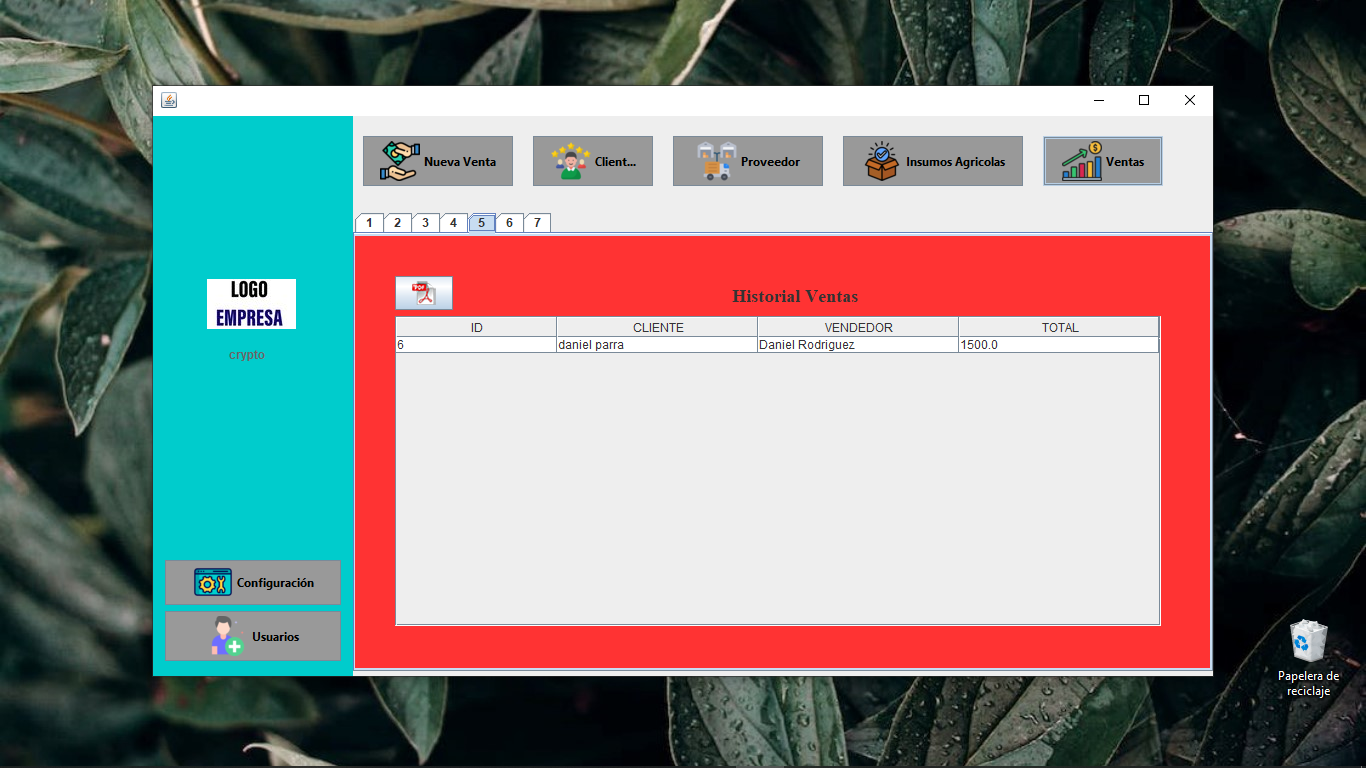 Nueva Venta
Client...
Proveedor
Insumos Agricolas
Ventas
1 2 3 4 5 6 7
LOGO
EMPRESA
crypto
PDF
Historial Ventas
ID CLIENTE VENDEDOR TOTAL
6 daniel parra Daniel Rodriguez 1500.0
Configuración
Usuarios
Papelera de
reciclaje